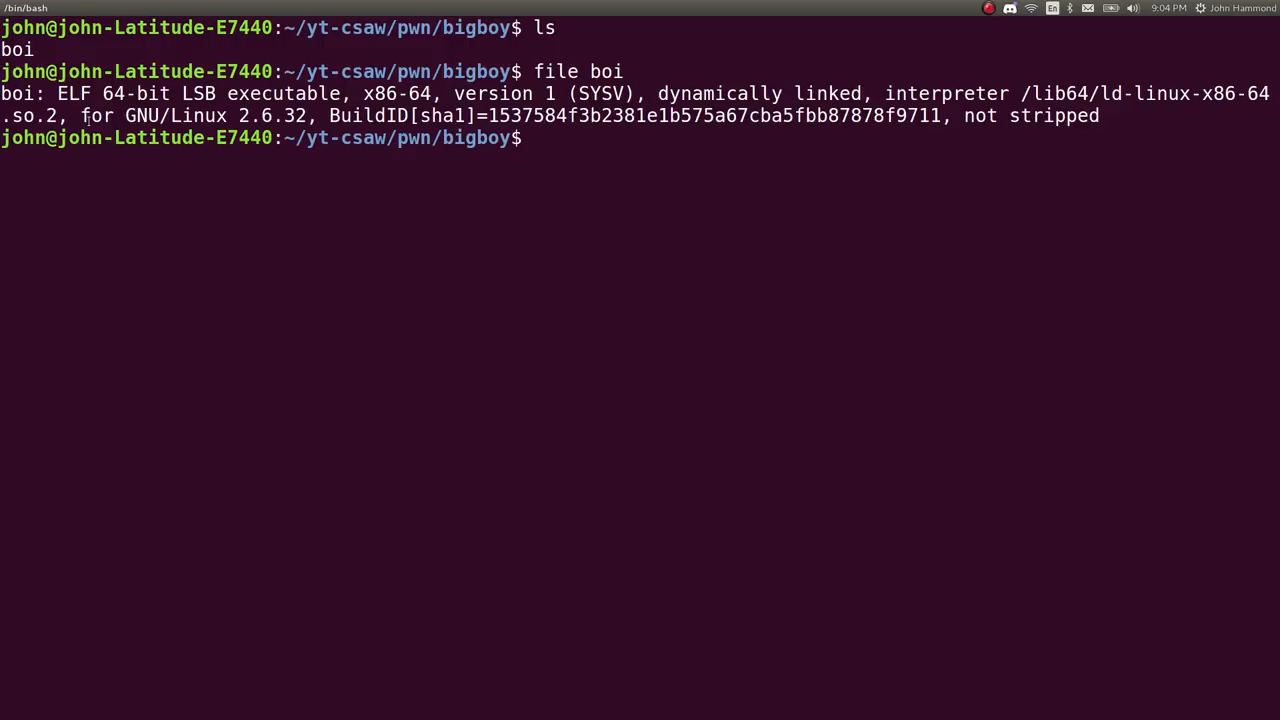 /bin/bash
En
9:04 PM
John Hammond
john@john-Latitude-E7440:~/yt-csaw/pwn/bigboy$ ls
boi
john@john-Latitude-E7440:~/yt-csaw/pwn/bigboy$ file boi
boi: ELF 64-bit LSB executable, x86-64, version 1 (SYSV), dynamically linked, interpreter /lib64/ld-linux-x86-64
.so.2, for GNU/Linux 2.6.32, BuildID[sha1]=1537584f3b2381e1b575a67cba5fbb87878f9711, not stripped
john@john-Latitude-E7440:~/yt-csaw/pwn/bigboy$